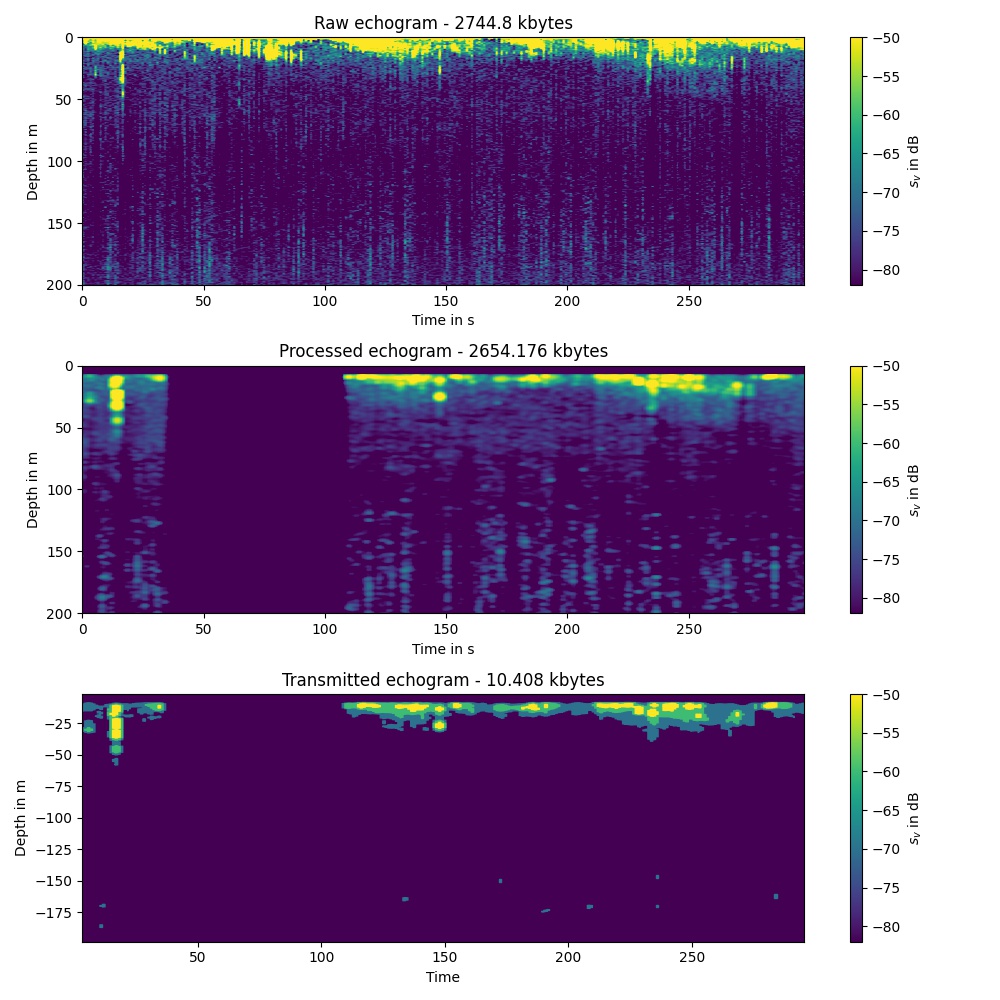 Raw echogram - 2744.8 kbytes
0
50
100
150
200
Depth in m
0 50 100 150 200 250
Time in s
−50
−55
−60
−65
−70
−75
−80
s_v in dB
Processed echogram - 2654.176 kbytes
0
50
100
150
200
Depth in m
0 50 100 150 200 250
Time in s
−50
−55
−60
−65
−70
−75
−80
s_v in dB
Transmitted echogram - 10.408 kbytes
−25
−50
−75
−100
−125
−150
−175
Depth in m
50 100 150 200 250
Time
−50
−55
−60
−65
−70
−75
−80
s_v in dB